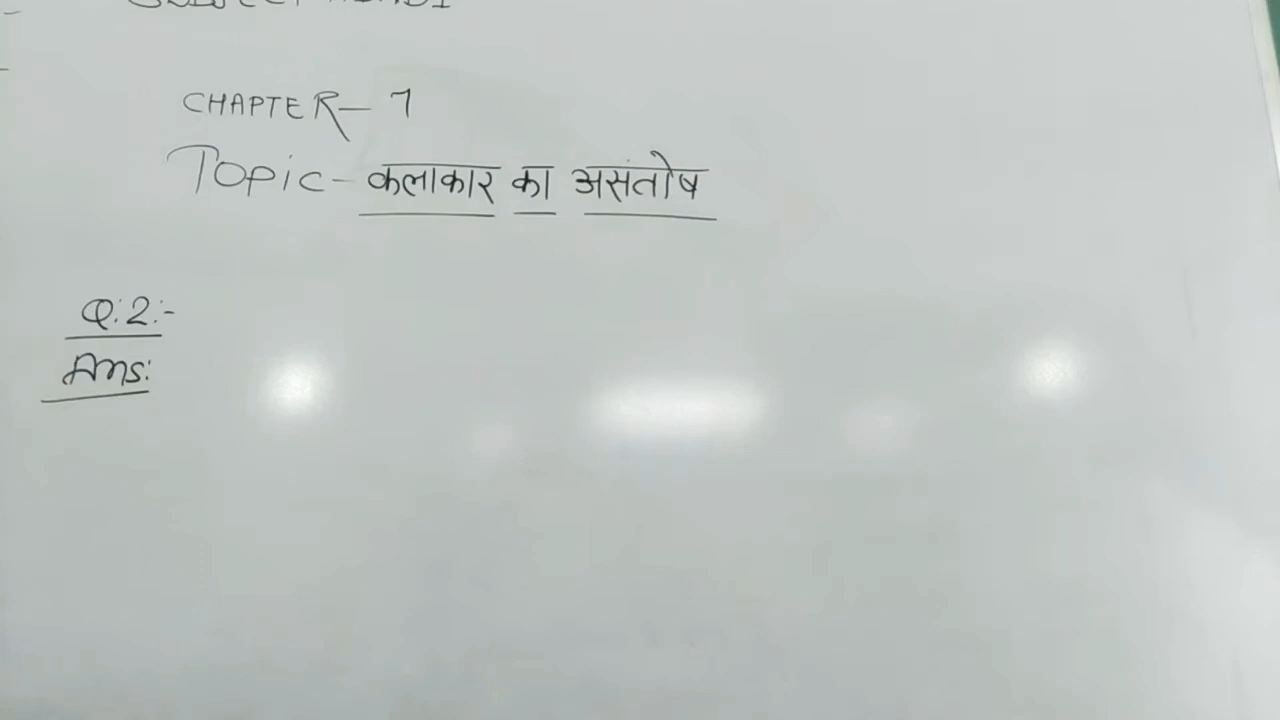 CHAPTER- 7
Topic- कलाकार का असंतोष
Q:2:-
Ans: